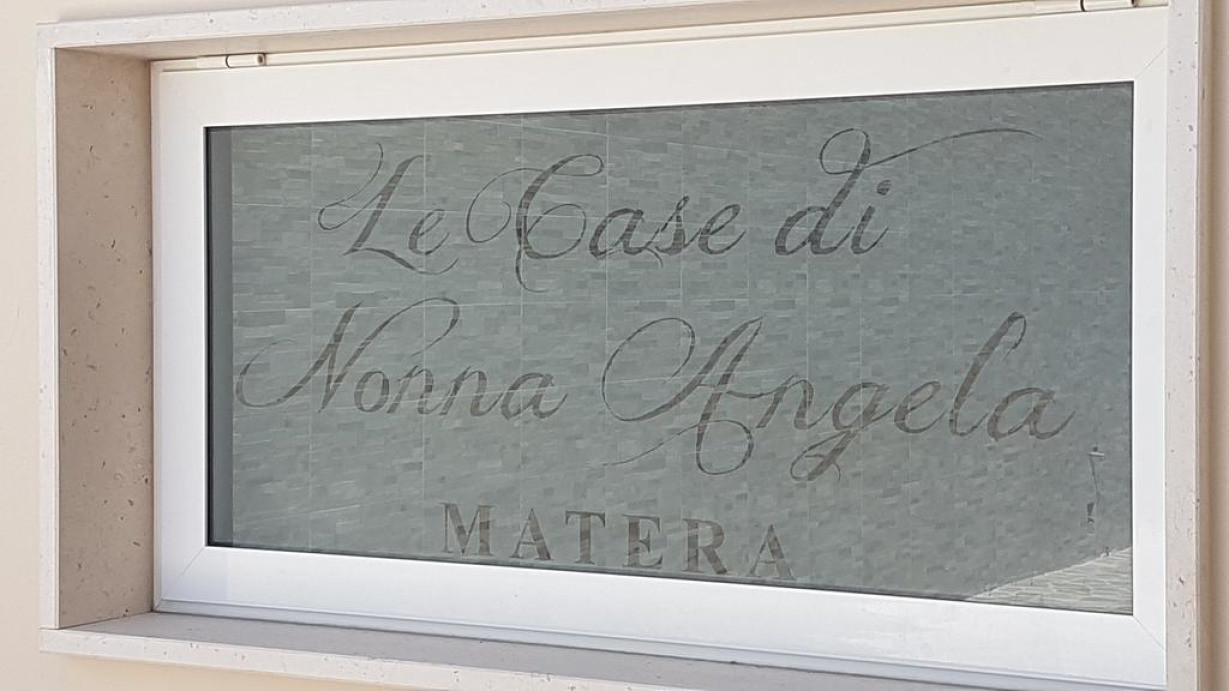 Le Case di
Nonna Angela
MATERA